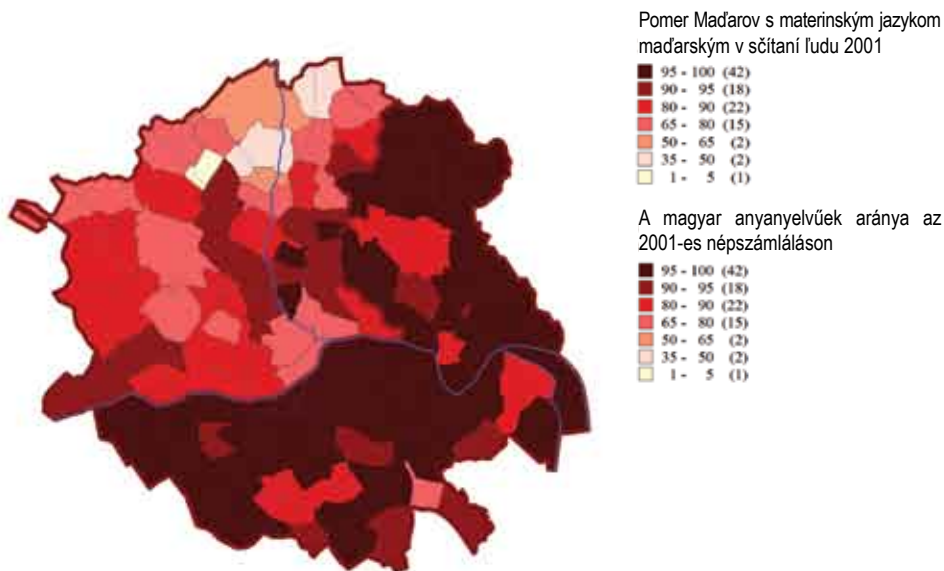 Pomer Maďarov s materinským jazykom
maďarským v sčítaní ľudu 2001
95 - 100 (42)
90 - 95 (18)
80 - 90 (22)
65 - 80 (15)
50 - 65 (2)
35 - 50 (2)
1 - 5 (1)
A magyar anyanyelvűek aránya az
2001-es népszámláláson
95 - 100 (42)
90 - 95 (18)
80 - 90 (22)
65 - 80 (15)
50 - 65 (2)
35 - 50 (2)
1 - 5 (1)